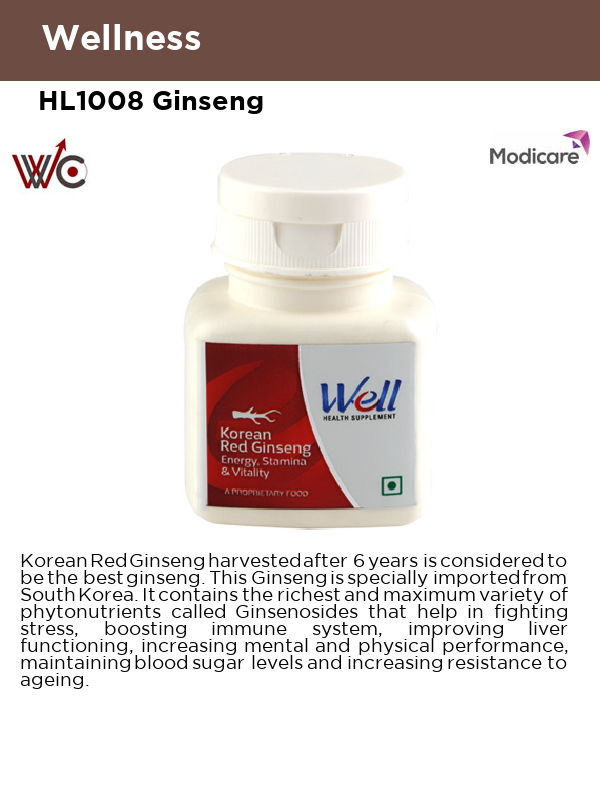 Wellness
HL1008 Ginseng
WC
Modicare
Well
HEALTH SUPPLEMENT
Korean
Red Ginseng
Energy, Stamina
& Vitality
A PROPRIETARY FOOD
Korean Red Ginseng harvested after 6 years is considered to
be the best ginseng. This Ginseng is specially imported from
South Korea. It contains the richest and maximum variety of
phytonutrients called Ginsenosides that help in fighting
stress, boosting immune system, improving liver
functioning, increasing mental and physical performance,
maintaining blood sugar levels and increasing resistance to
ageing.